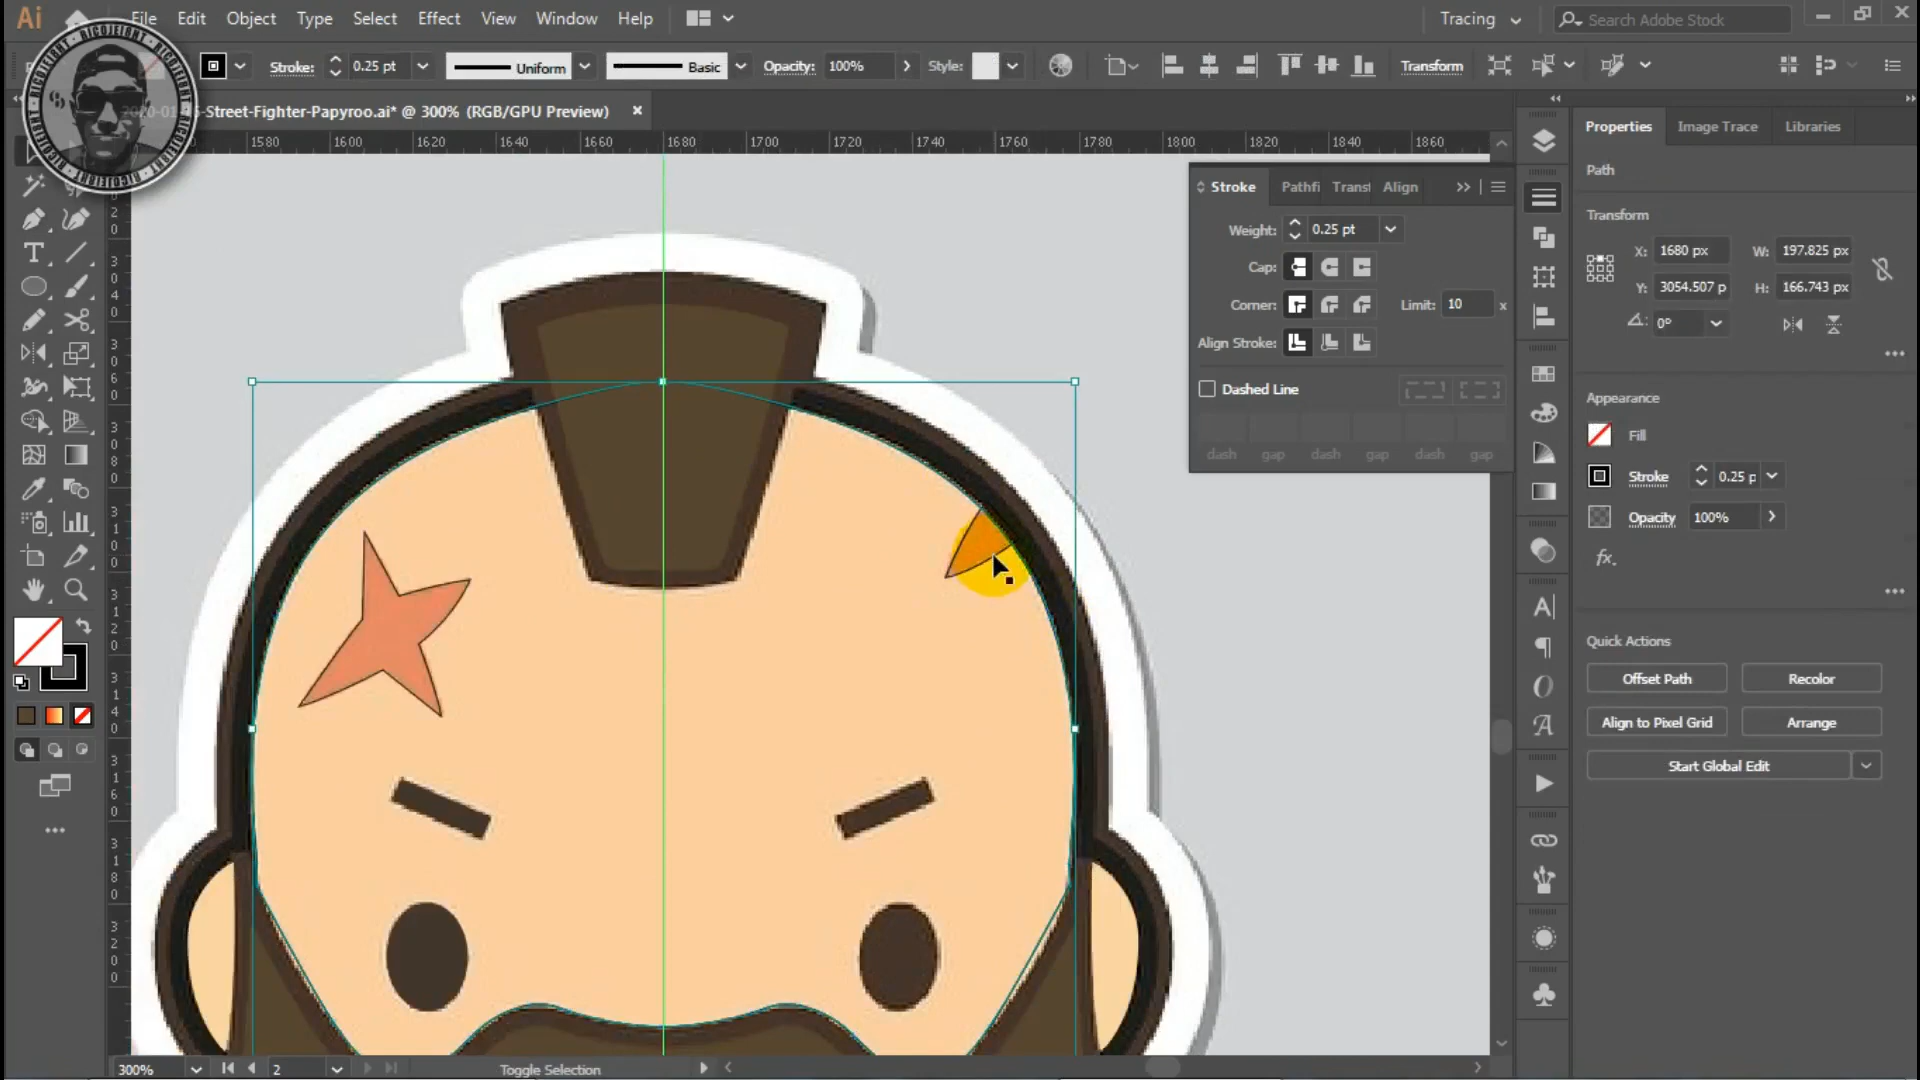 Ai File Edit Object Type Select Effect View Window Help Tracing Search Adobe Stock
Stroke: 0.25 pt Uniform Basic Opacity: 100% Style: Transform
RICOJEIGHT RICOJEIGHT
-Street-Fighter-Papyroo.ai* @ 300% (RGB/GPU Preview)
1580 1600 1620 1640 1660 1680 1700 1720 1740 1760 1780 1800 1820 1840 1860
Properties Image Trace Libraries
Path
Stroke Pathfi Transf Align
Weight: 0.25 pt
Cap:
Corner: Limit: 10 x
Align Stroke:
Dashed Line
dash gap dash gap dash gap
Transform
X: 1680 px W: 197.825 px
Y: 3054.507 p H: 166.743 px
0°
Appearance
Fill
Stroke 0.25 p
Opacity 100%
fx.
Quick Actions
Offset Path Recolor
Align to Pixel Grid Arrange
Start Global Edit
300% 2 Toggle Selection